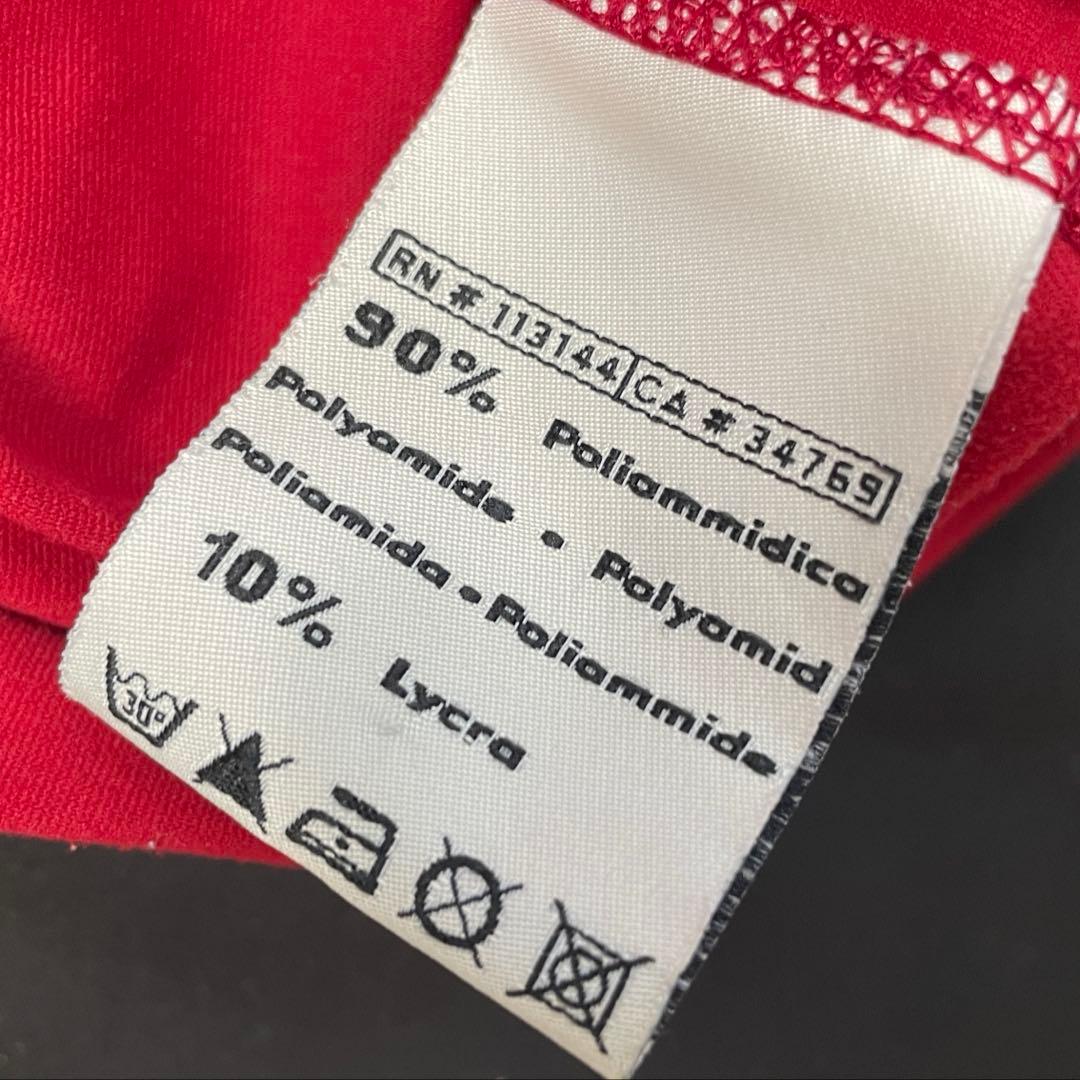 RN # 113144 CA # 34769
90% Poliammidica
Polyamide • Polyamid
Poliamida • Poliammide
10% Lycra
30°